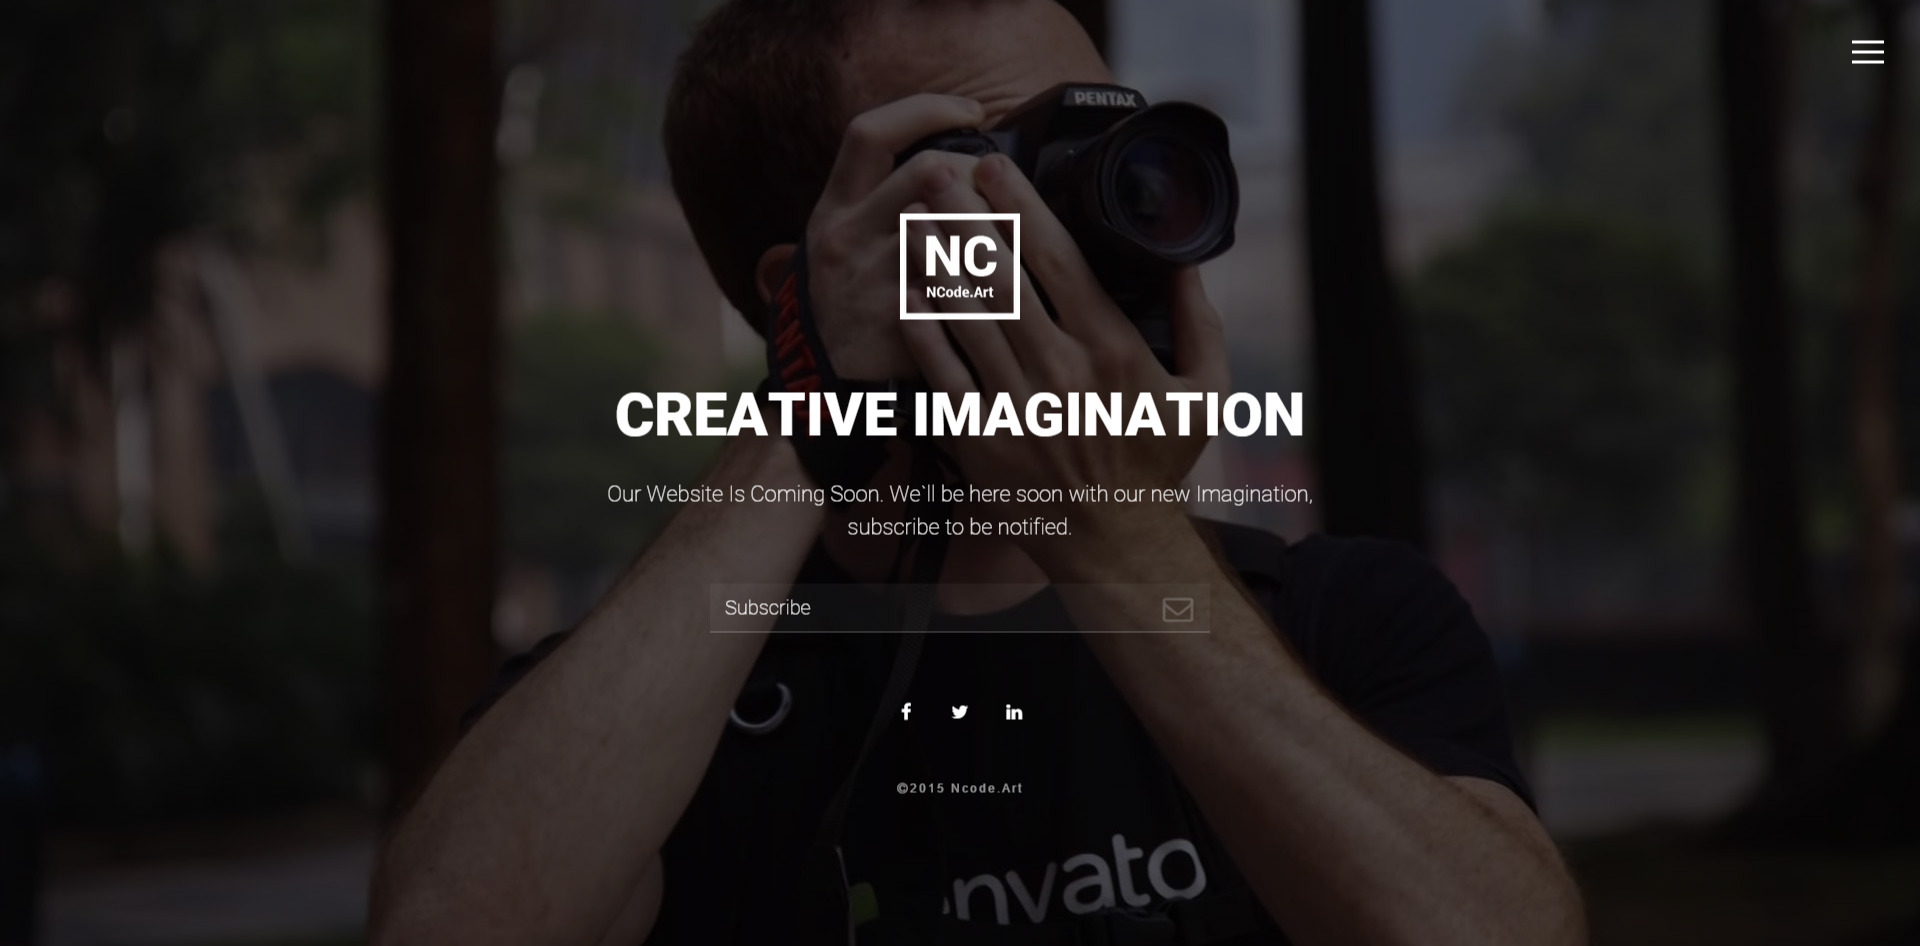 PENTAX
NC
NCode.Art
CREATIVE IMAGINATION
Our Website Is Coming Soon. We`ll be here soon with our new Imagination,
subscribe to be notified.
Subscribe
©2015 Ncode.Art
nvato